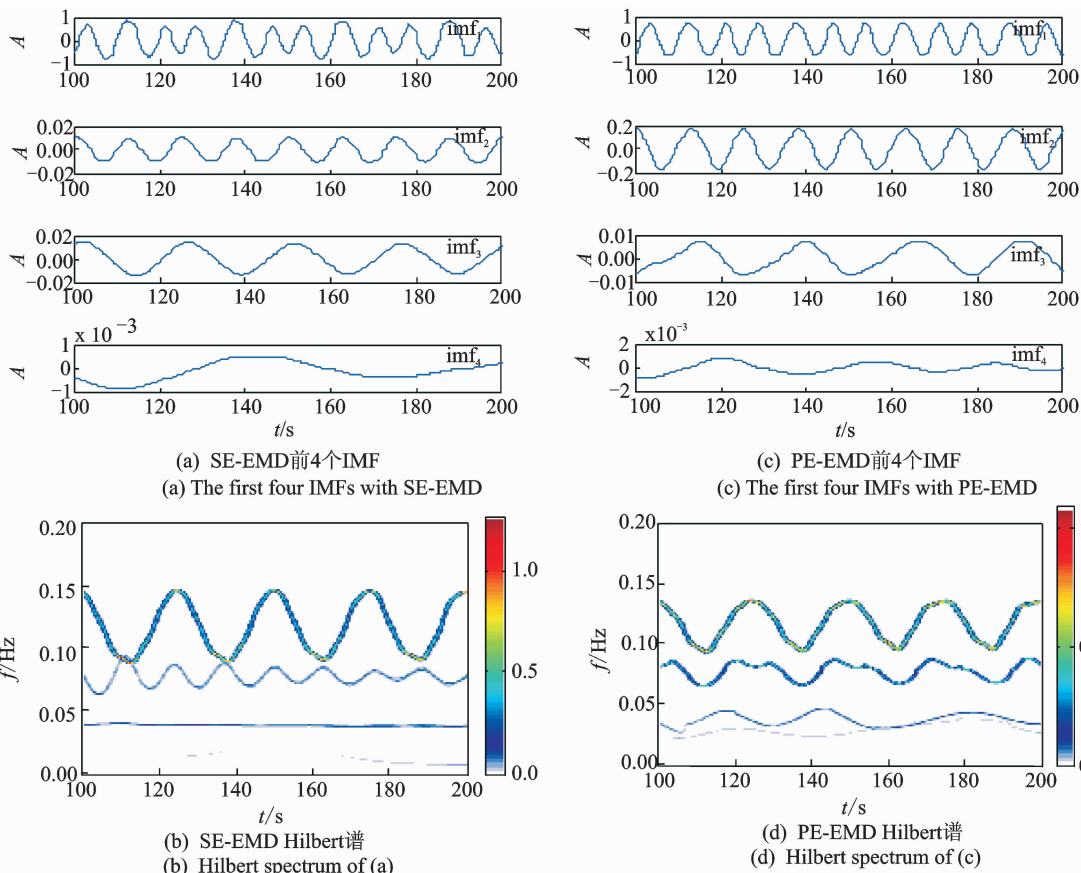 A 1 0 −1 imf₁
100 120 140 160 180 200
A 0.02 0.00 −0.02 imf₂
100 120 140 160 180 200
A 0.02 0.00 −0.02 imf₃
100 120 140 160 180 200
x 10 −3
A 1 0 −1 imf₄
100 120 140 160 180 200
t/s
(a) SE-EMD前4个IMF
(a) The first four IMFs with SE-EMD
A 1 0 −1 imf₁
100 120 140 160 180 200
A 0.2 0.00 −0.2 imf₂
100 120 140 160 180 200
A 0.01 0.00 −0.01 imf₃
100 120 140 160 180 200
x10⁻³
A 2 0 −2 imf₄
100 120 140 160 180 200
t/s
(c) PE-EMD前4个IMF
(c) The first four IMFs with PE-EMD
f/Hz
0.20
0.15
0.10
0.05
0.00
100 120 140 160 180 200
t/s
1.0
0.5
0.0
(b) SE-EMD Hilbert谱
(b) Hilbert spectrum of (a)
f/Hz
0.20
0.15
0.10
0.05
0.00
100 120 140 160 180 200
t/s
(d) PE-EMD Hilbert谱
(d) Hilbert spectrum of (c)